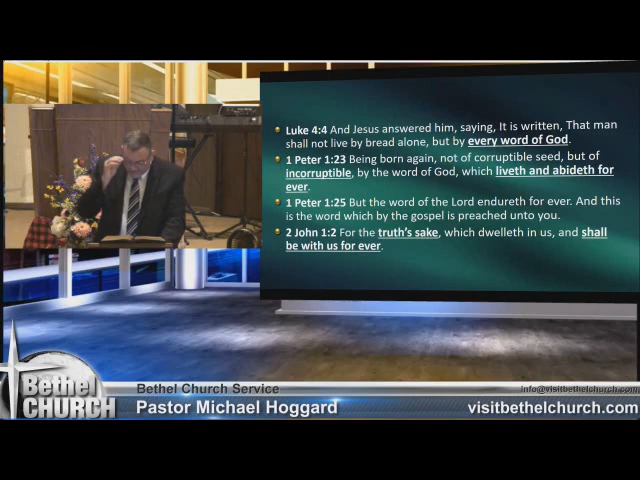 Luke 4:4 And Jesus answered him, saying, It is written, That man
shall not live by bread alone, but by every word of God.
1 Peter 1:23 Being born again, not of corruptible seed, but of
incorruptible, by the word of God, which liveth and abideth for
ever.
1 Peter 1:25 But the word of the Lord endureth for ever. And this
is the word which by the gospel is preached unto you.
2 John 1:2 For the truth's sake, which dwelleth in us, and shall
be with us for ever.
Bethel
CHURCH
Bethel Church Service
info@visitbethelchurch.com
Pastor Michael Hoggard
visitbethelchurch.com